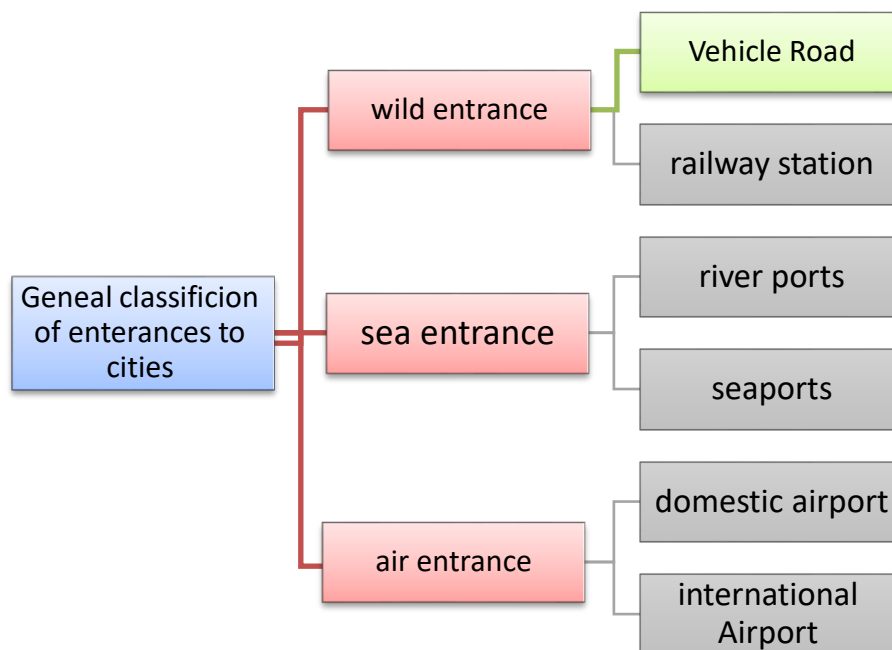 Vehicle Road
wild entrance
railway station
river ports
Geneal classificion
of enterances to
cities
sea entrance
seaports
domestic airport
air entrance
international
Airport